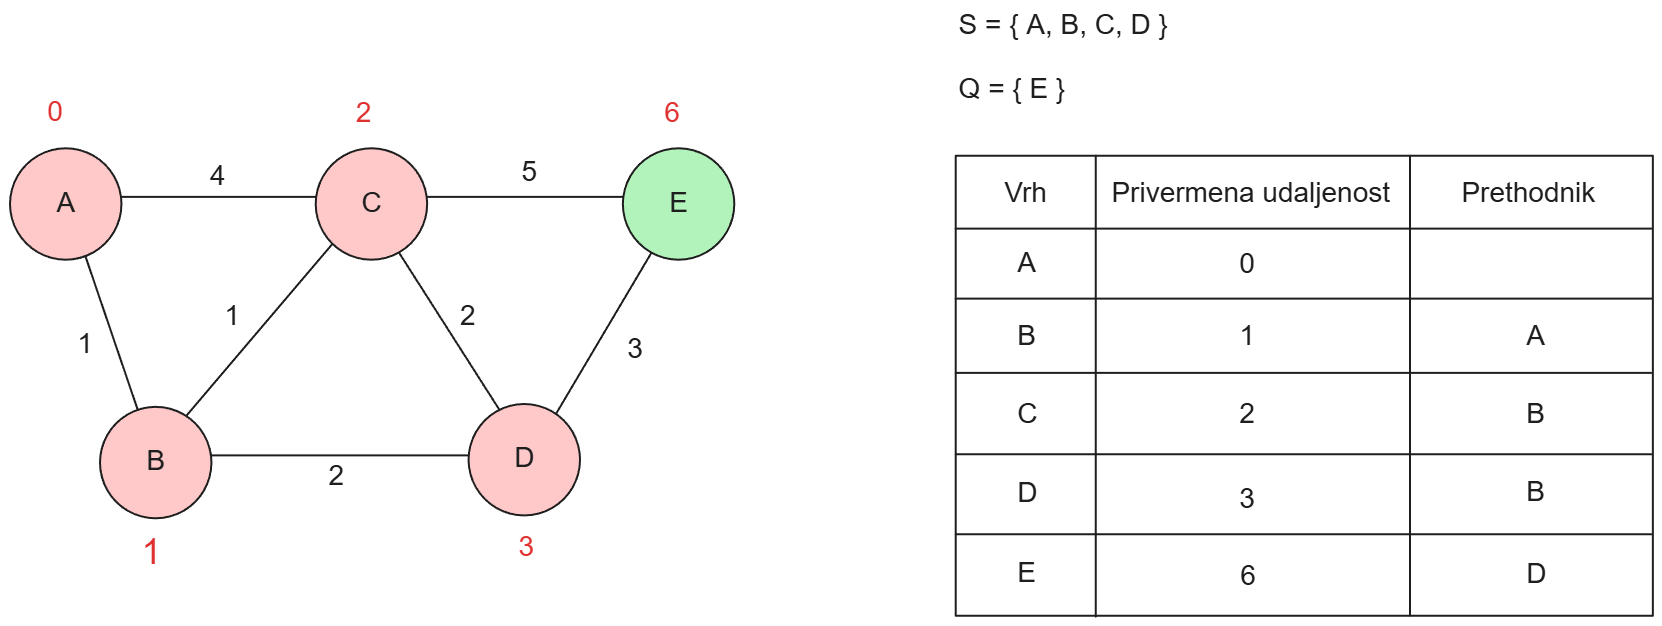 S = { A, B, C, D }
Q = { E }
0
2
6
A
4
C
5
E
1
1
2
3
B
2
D
1
3
Vrh Privermena udaljenost Prethodnik
A 0
B 1 A
C 2 B
D 3 B
E 6 D